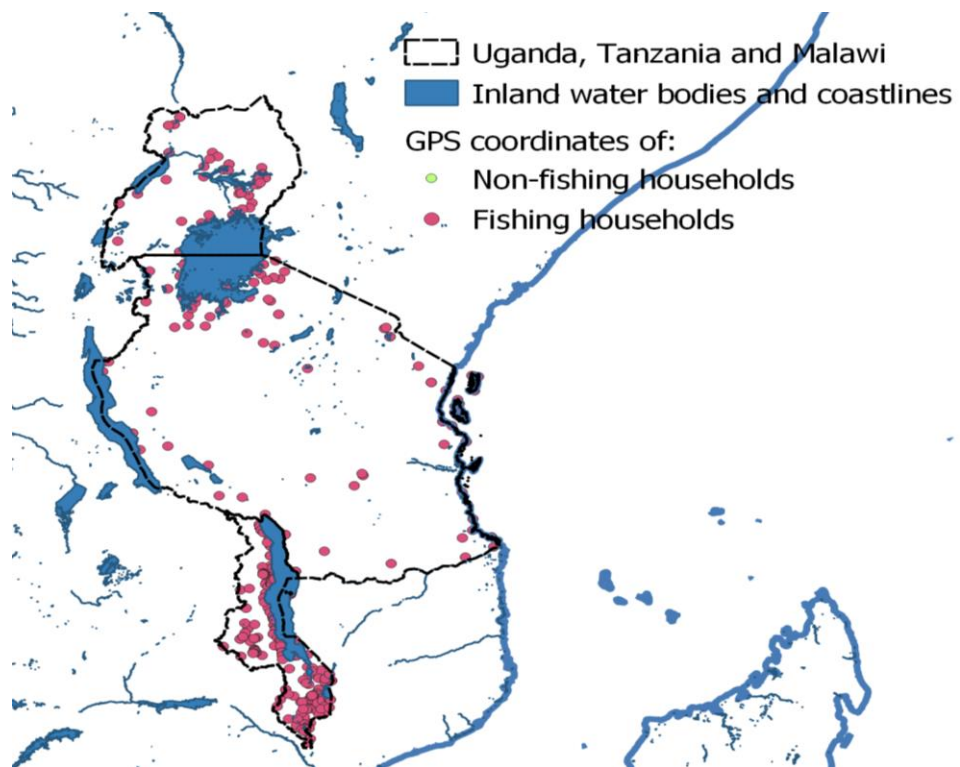 Uganda, Tanzania and Malawi
Inland water bodies and coastlines
GPS coordinates of:
Non-fishing households
Fishing households